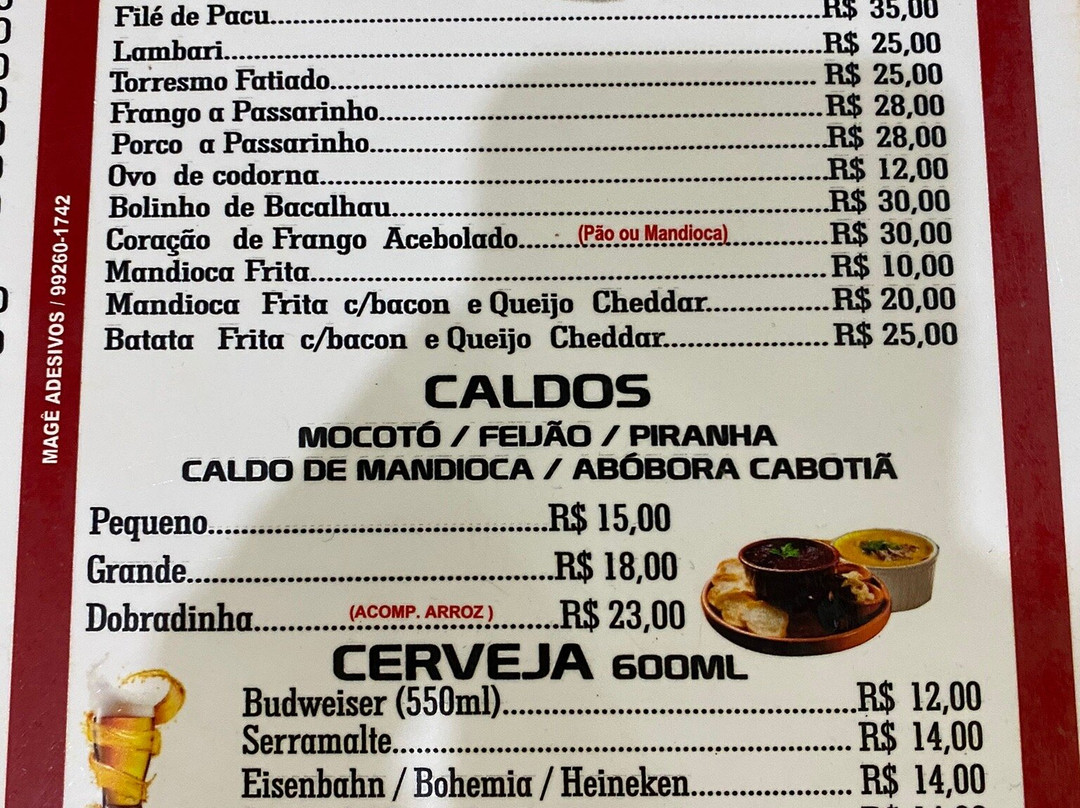 Filé de Pacu R$ 35,00
Lambari R$ 25,00
Torresmo Fatiado R$ 25,00
Frango a Passarinho R$ 28,00
Porco a Passarinho R$ 28,00
Ovo de codorna R$ 12,00
Bolinho de Bacalhau R$ 30,00
Coração de Frango Acebolado (Pão ou Mandioca) R$ 30,00
Mandioca Frita R$ 10,00
Mandioca Frita c/bacon e Queijo Cheddar R$ 20,00
Batata Frita c/bacon e Queijo Cheddar R$ 25,00
CALDOS
MOCOTÓ / FEIJÃO / PIRANHA
CALDO DE MANDIOCA / ABÓBORA CABOTIÃ
Pequeno R$ 15,00
Grande R$ 18,00
Dobradinha (ACOMP. ARROZ ) R$ 23,00
CERVEJA 600ML
Budweiser (550ml) R$ 12,00
Serramalte R$ 14,00
Eisenbahn / Bohemia / Heineken R$ 14,00
MAGÊ ADESIVOS / 99260-1742